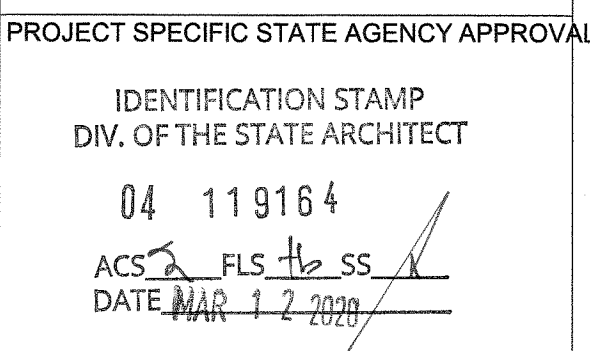 PROJECT SPECIFIC STATE AGENCY APPROVAL
IDENTIFICATION STAMP
DIV. OF THE STATE ARCHITECT
04 119164
ACS FLS SS
DATE MAR 12 2020